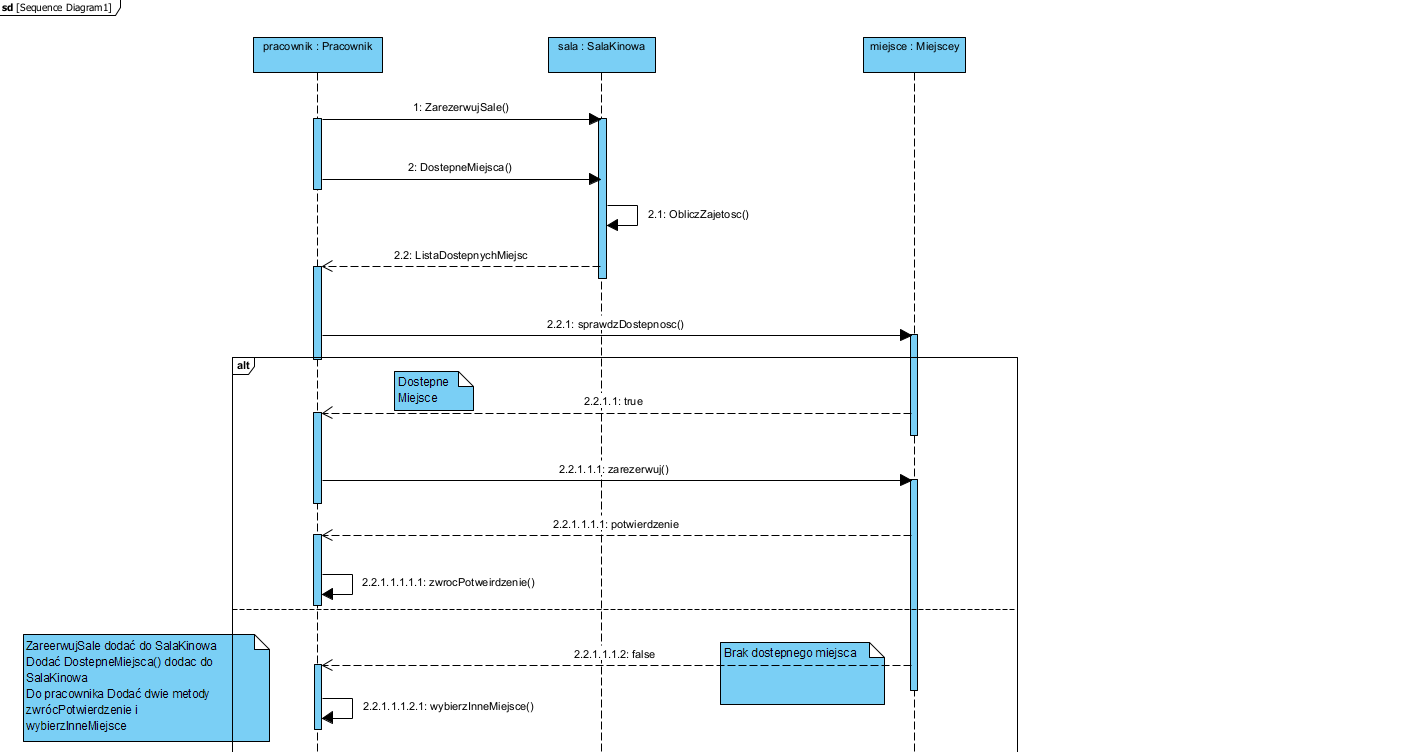 sd [Sequence Diagram1]
pracownik : Pracownik
sala : SalaKinowa
miejsce : Miejscey
1: ZarezerwujSale()
2: DostepneMiejsca()
2.1: ObliczZajetosc()
2.2: ListaDostepnychMiejsc
2.2.1: sprawdzDostepnosc()
alt
Dostepne
Miejsce
2.2.1.1: true
2.2.1.1.1: zarezerwuj()
2.2.1.1.1.1: potwierdzenie
2.2.1.1.1.1.1: zwrocPotweirdzenie()
ZareerwujSale dodać do SalaKinowa
Dodać DostepneMiejsca() dodac do
SalaKinowa
Do pracownika Dodać dwie metody
zwrócPotwierdzenie i
wybierzInneMiejsce
2.2.1.1.1.2: false
Brak dostepnego miejsca
2.2.1.1.1.2.1: wybierzInneMiejsce()